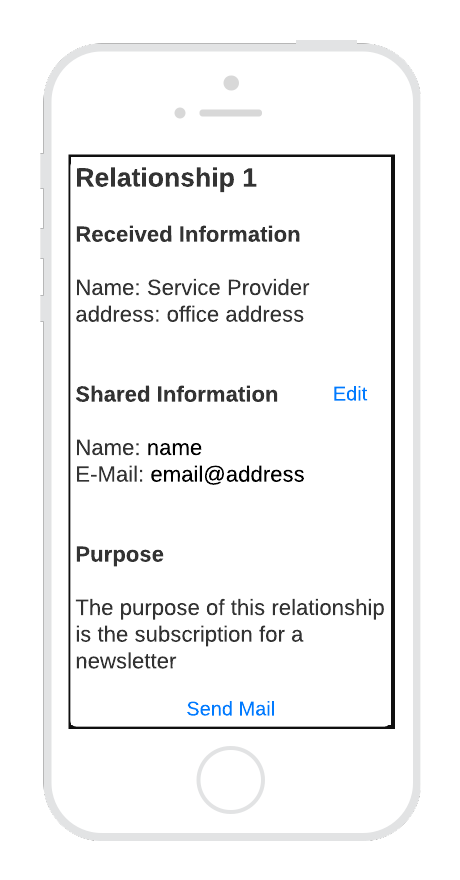 Relationship 1
Received Information
Name: Service Provider
address: office address
Shared Information Edit
Name: name
E-Mail: email@address
Purpose
The purpose of this relationship
is the subscription for a
newsletter
Send Mail